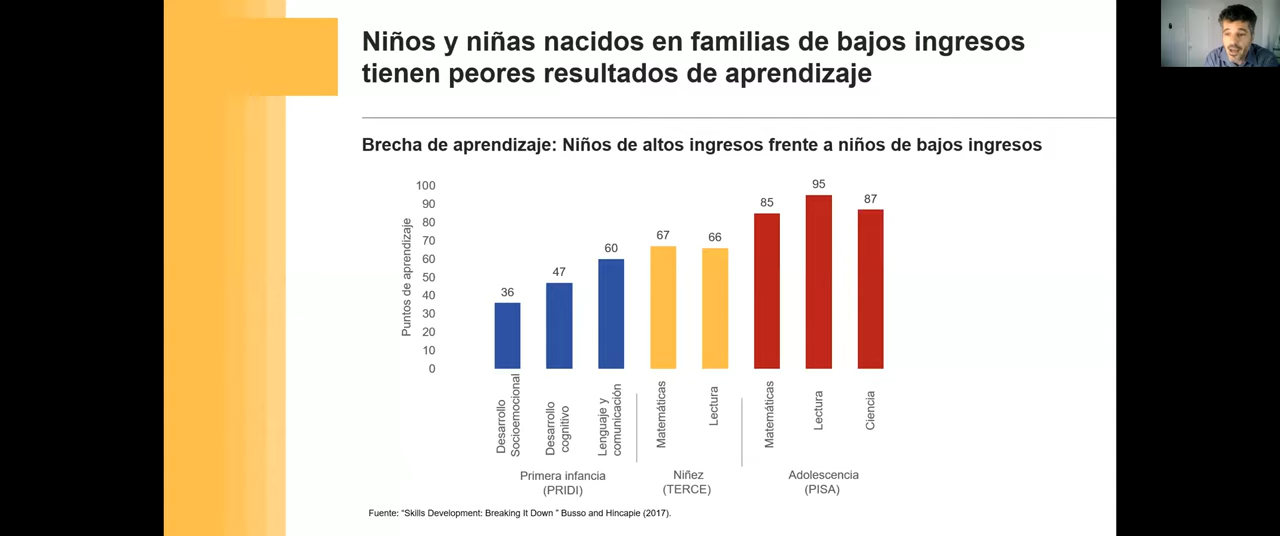 Niños y niñas nacidos en familias de bajos ingresos
tienen peores resultados de aprendizaje
Brecha de aprendizaje: Niños de altos ingresos frente a niños de bajos ingresos
Puntos de aprendizaje
100
90
80
70
60
50
40
30
20
10
0
36
47
60
67
66
85
95
87
Desarrollo
Socioemocional
Desarrollo
cognitivo
Lenguaje y
comunicación
Matemáticas
Lectura
Matemáticas
Lectura
Ciencia
Primera infancia
(PRIDI)
Niñez
(TERCE)
Adolescencia
(PISA)
Fuente: "Skills Development: Breaking It Down " Busso and Hincapie (2017).